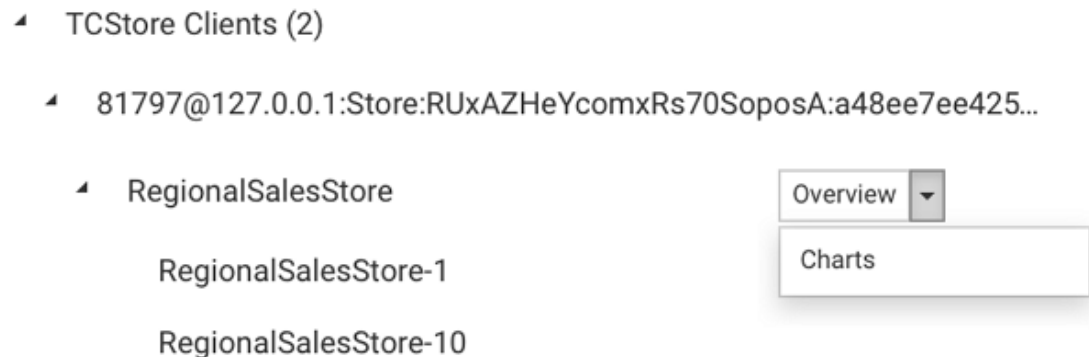 TCStore Clients (2)
81797@127.0.0.1:Store:RUxAZHeYcomxRs70SoposA:a48ee7ee425…
RegionalSalesStore
Overview
RegionalSalesStore-1
Charts
RegionalSalesStore-10